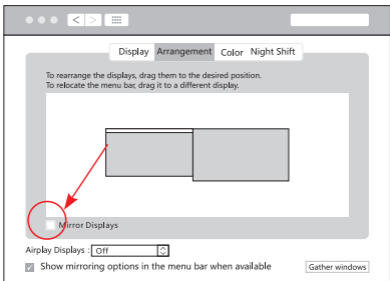 Display Arrangement Color Night Shift
To rearrange the displays, drag them to the desired position.
To relocate the menu bar, drag it to a different display.
Mirror Displays
Airplay Displays : Off
Show mirroring options in the menu bar when available
Gather windows